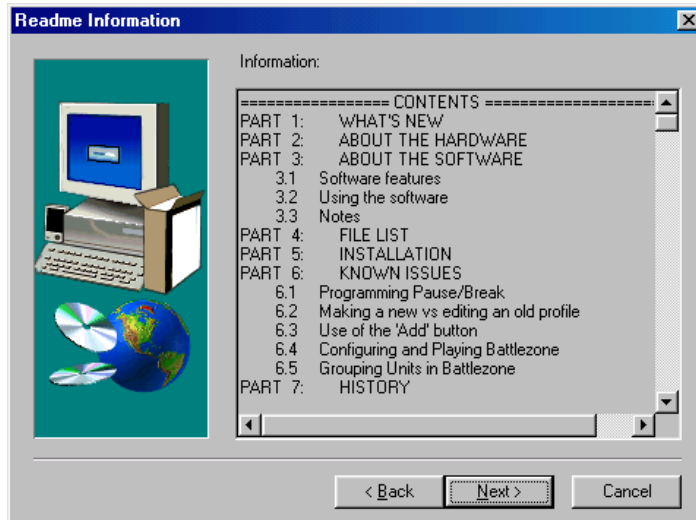 Readme Information
Information:
================= CONTENTS ===================
PART 1: WHAT'S NEW
PART 2: ABOUT THE HARDWARE
PART 3: ABOUT THE SOFTWARE
3.1 Software features
3.2 Using the software
3.3 Notes
PART 4: FILE LIST
PART 5: INSTALLATION
PART 6: KNOWN ISSUES
6.1 Programming Pause/Break
6.2 Making a new vs editing an old profile
6.3 Use of the 'Add' button
6.4 Configuring and Playing Battlezone
6.5 Grouping Units in Battlezone
PART 7: HISTORY
< Back Next > Cancel